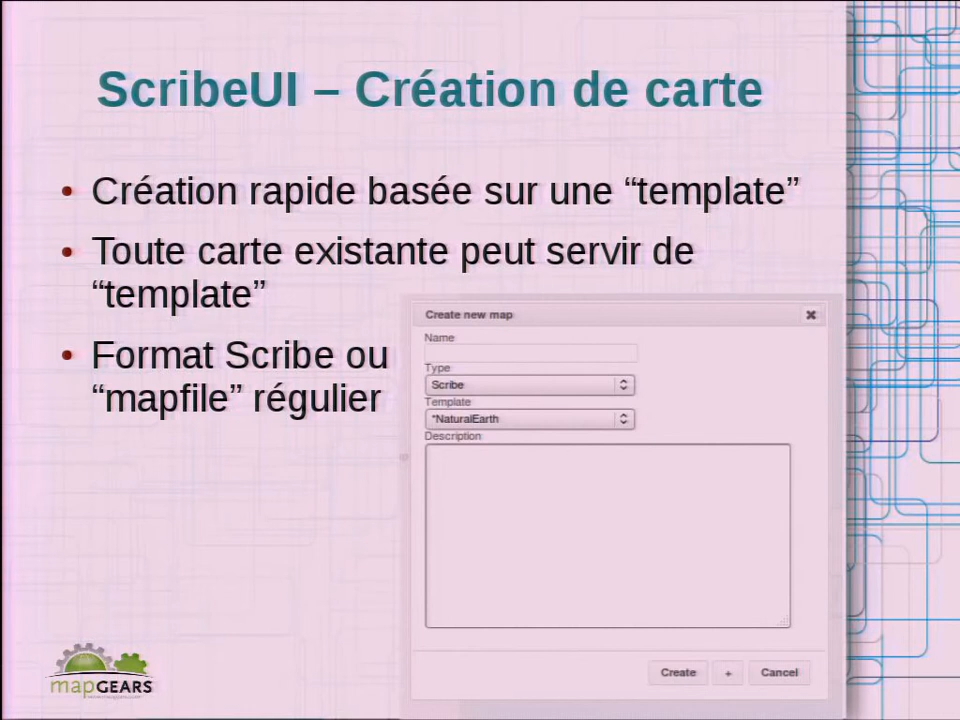 ScribeUI – Création de carte
• Création rapide basée sur une “template”
• Toute carte existante peut servir de
“template”
• Format Scribe ou
“mapfile” régulier
Create new map
Name
Type
Scribe
Template
*NaturalEarth
Description
Create + Cancel
mapGEARS